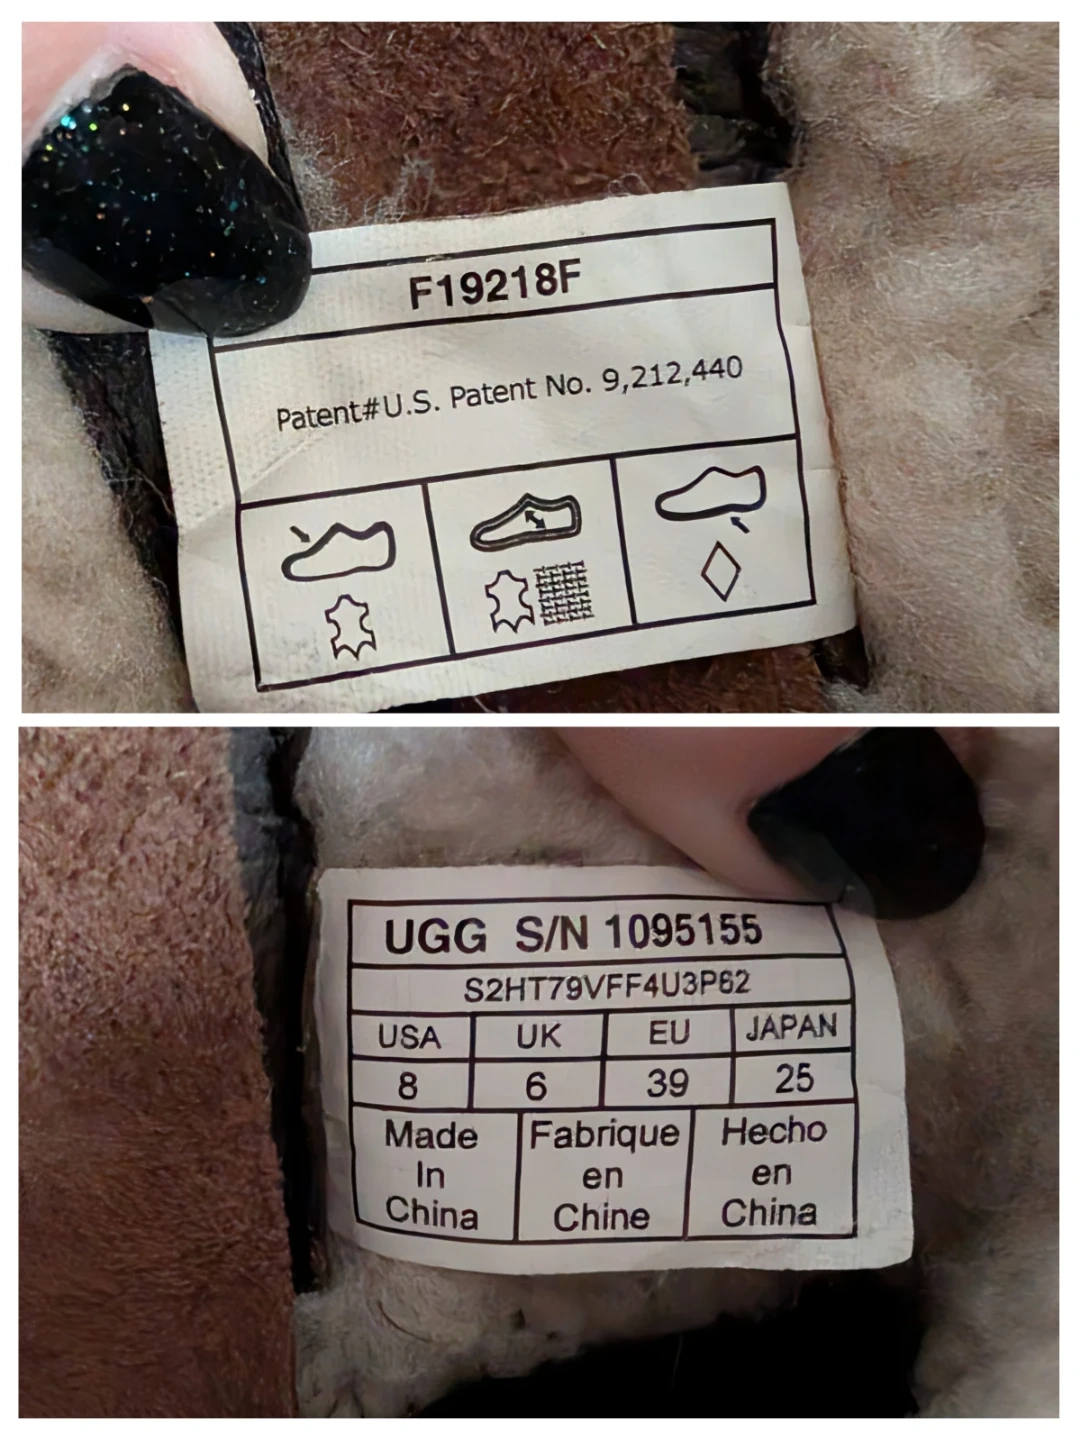 F19218F
Patent#U.S. Patent No. 9,212,440
UGG S/N 1095155
S2HT79VFF4U3P62
USA UK EU JAPAN
8 6 39 25
Made In China
Fabrique en Chine
Hecho en China